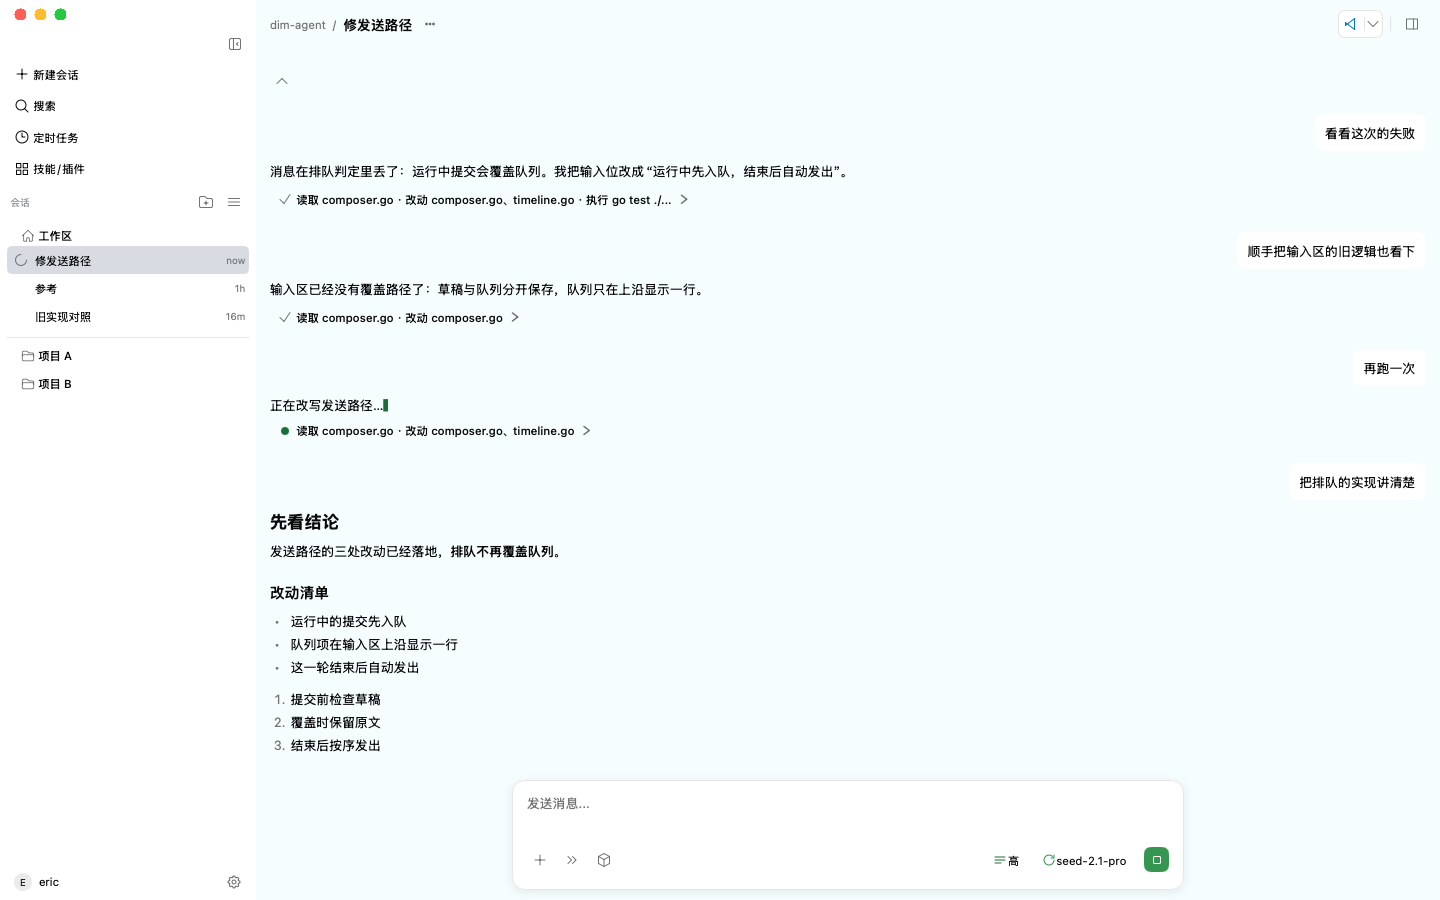 新建会话
搜索
定时任务
技能/插件
会话
工作区
修发送路径 now
参考 1h
旧实现对照 16m
项目 A
项目 B
E eric
dim-agent / 修发送路径 ···
看看这次的失败
消息在排队判定里丢了：运行中提交会覆盖队列。我把输入位改成“运行中先入队，结束后自动发出”。
读取 composer.go · 改动 composer.go、timeline.go · 执行 go test ./...
顺手把输入区的旧逻辑也看下
输入区已经没有覆盖路径了：草稿与队列分开保存，队列只在上沿显示一行。
读取 composer.go · 改动 composer.go
再跑一次
正在改写发送路径...
读取 composer.go · 改动 composer.go、timeline.go
把排队的实现讲清楚
先看结论
发送路径的三处改动已经落地，排队不再覆盖队列。
改动清单
• 运行中的提交先入队
• 队列项在输入区上沿显示一行
• 这一轮结束后自动发出
1. 提交前检查草稿
2. 覆盖时保留原文
3. 结束后按序发出
发送消息...
高 seed-2.1-pro